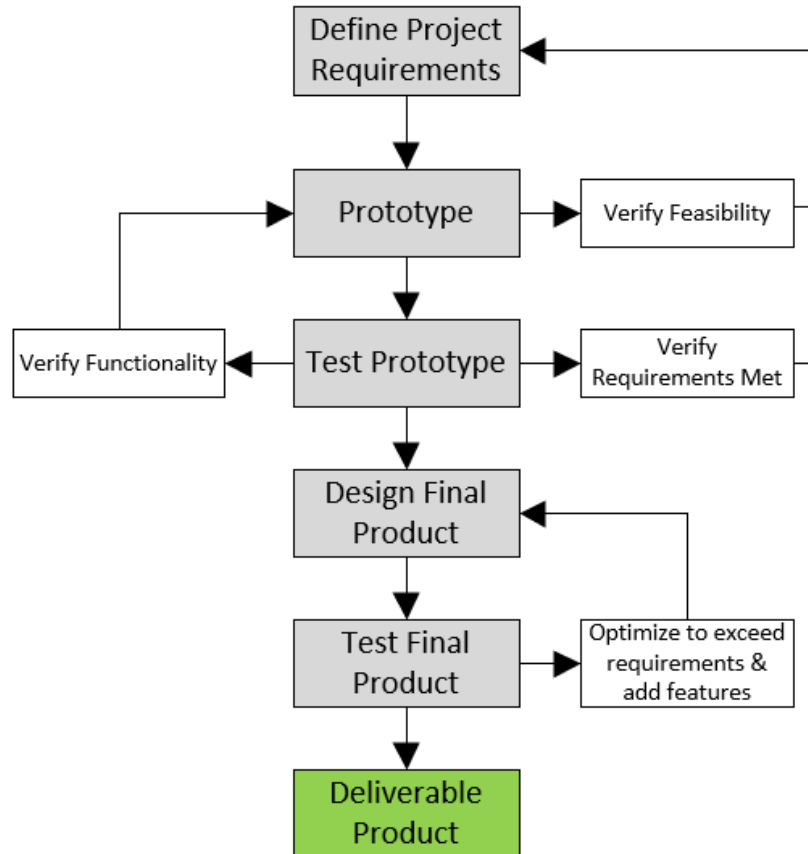 Define Project
Requirements
Prototype
Verify Feasibility
Verify Functionality
Test Prototype
Verify
Requirements Met
Design Final
Product
Test Final
Product
Optimize to exceed
requirements &
add features
Deliverable
Product